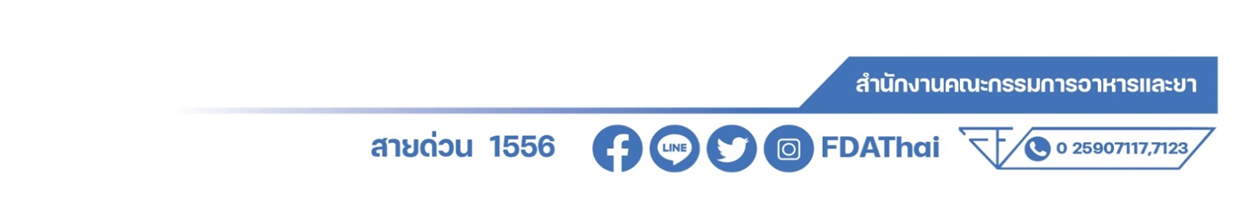 สำนักงานคณะกรรมการอาหารและยา
สายด่วน 1556 LINE FDAThai 0 25907117,7123